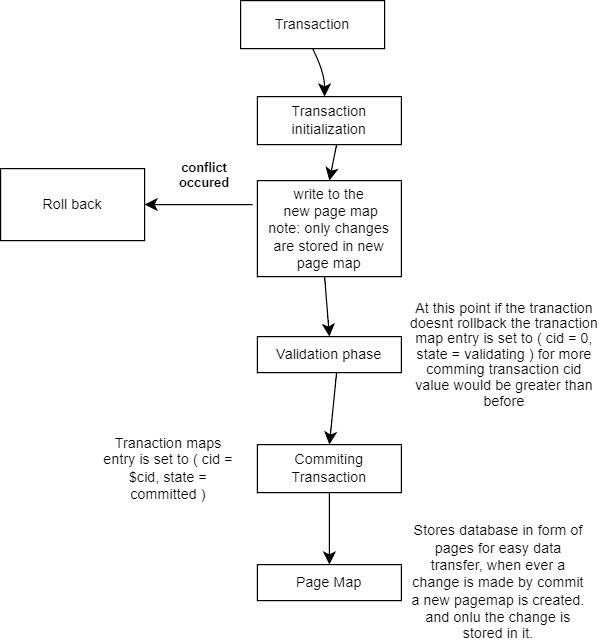 Transaction
Transaction
initialization
conflict
occured
Roll back
write to the
new page map
note: only changes
are stored in new
page map
At this point if the tranaction
doesnt rollback the tranaction
map entry is set to ( cid = 0,
state = validating ) for more
comming transaction cid
value would be greater than
before
Validation phase
Tranaction maps
entry is set to ( cid =
$cid, state =
committed )
Commiting
Transaction
Stores database in form of
pages for easy data
transfer, when ever a
change is made by commit
a new pagemap is created.
and onlu the change is
stored in it.
Page Map